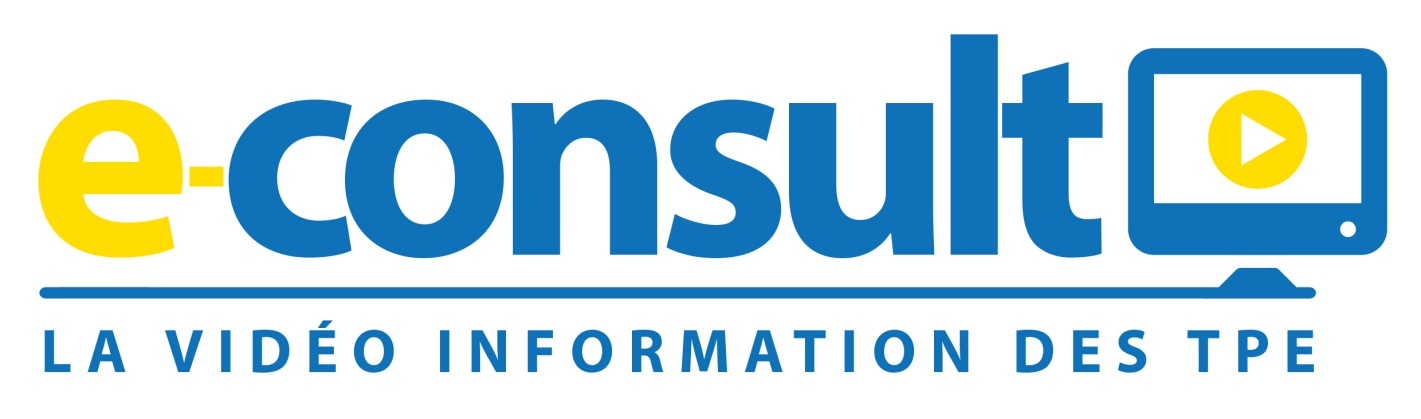 e-consult
LA VIDÉO INFORMATION DES TPE